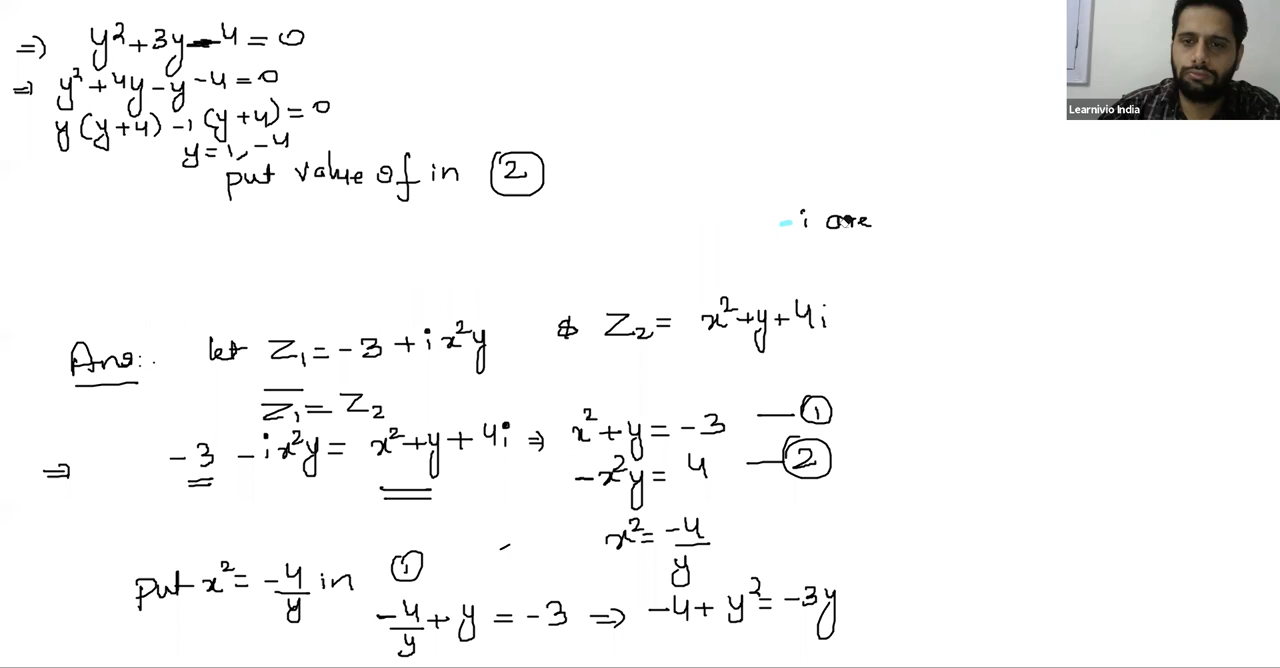 ⇒ y²+3y-4=0
⇒ y²+4y-y-4=0
y(y+4)-1(y+4)=0
y=1,-4
put value of in ②
Learnivio India
-i are
Ans:. let Z₁=-3+ix²y & Z₂= x²+y+4i
Z̅₁=Z₂
⇒ -3-ix²y= x²+y+4i ⇒ x²+y=-3 —①
-x²y=4 —②
x²=-4/y
Put x²=-4/y in ①
-4/y+y=-3 ⇒ -4+y²=-3y